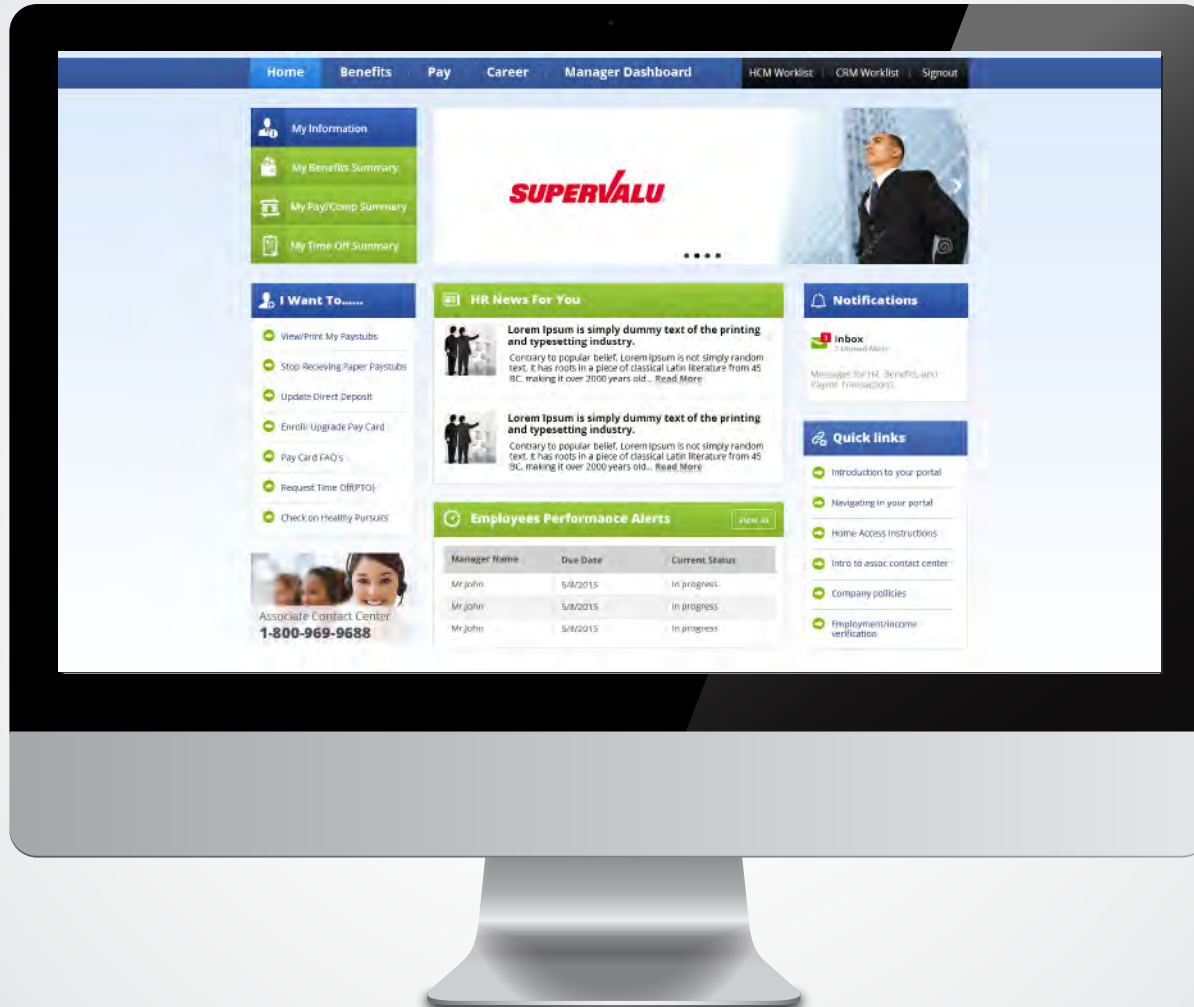 Home Benefits Pay Career Manager Dashboard HCM Worklist CRM Worklist Signout
My Information
My Benefits Summary
My Pay/Comp Summary
My Time Off Summary
SUPERVALU
I Want To......
View/Print My Paystubs
Stop Recieving Paper Paystubs
Update Direct Deposit
Enroll/ Upgrade Pay Card
Pay Card FAQ's
Request Time Off(PTO)
Check on Healthy Pursuits
Associate Contact Center
1-800-969-9688
HR News For You
Lorem Ipsum is simply dummy text of the printing
and typesetting industry.
Contrary to popular belief, Lorem Ipsum is not simply random
text. It has roots in a piece of classical Latin literature from 45
BC, making it over 2000 years old... Read More
Lorem Ipsum is simply dummy text of the printing
and typesetting industry.
Contrary to popular belief, Lorem Ipsum is not simply random
text. It has roots in a piece of classical Latin literature from 45
BC, making it over 2000 years old... Read More
Employees Performance Alerts View all
Manager Name Due Date Current Status
Mr.John 5/8/2015 In progress
Mr.John 5/8/2015 In progress
Mr.John 5/8/2015 In progress
Notifications
Inbox
Messages for HR, Benefits, and
Payroll Transactions.
Quick links
Introduction to your portal
Navigating in your portal
Home Access Instructions
Intro to assoc contact center
Company pollicies
Employment/income
verification